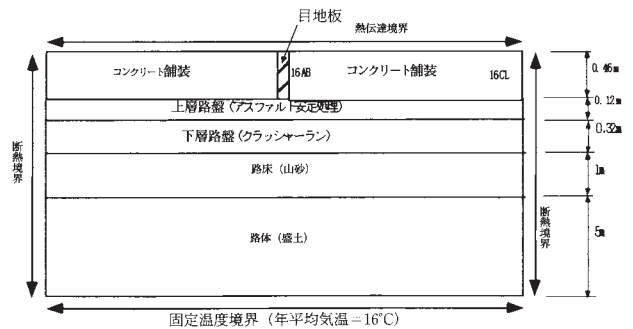 目地板
熱伝達境界
コンクリート舗装
16AB
コンクリート舗装
16CL
0.46m
上層路盤(アスファルト安定処理)
0.12m
下層路盤(クラッシャーラン)
0.32m
断熱境界
路床(山砂)
1m
路体(盛土)
断熱境界
5m
固定温度境界(年平均気温=16℃)